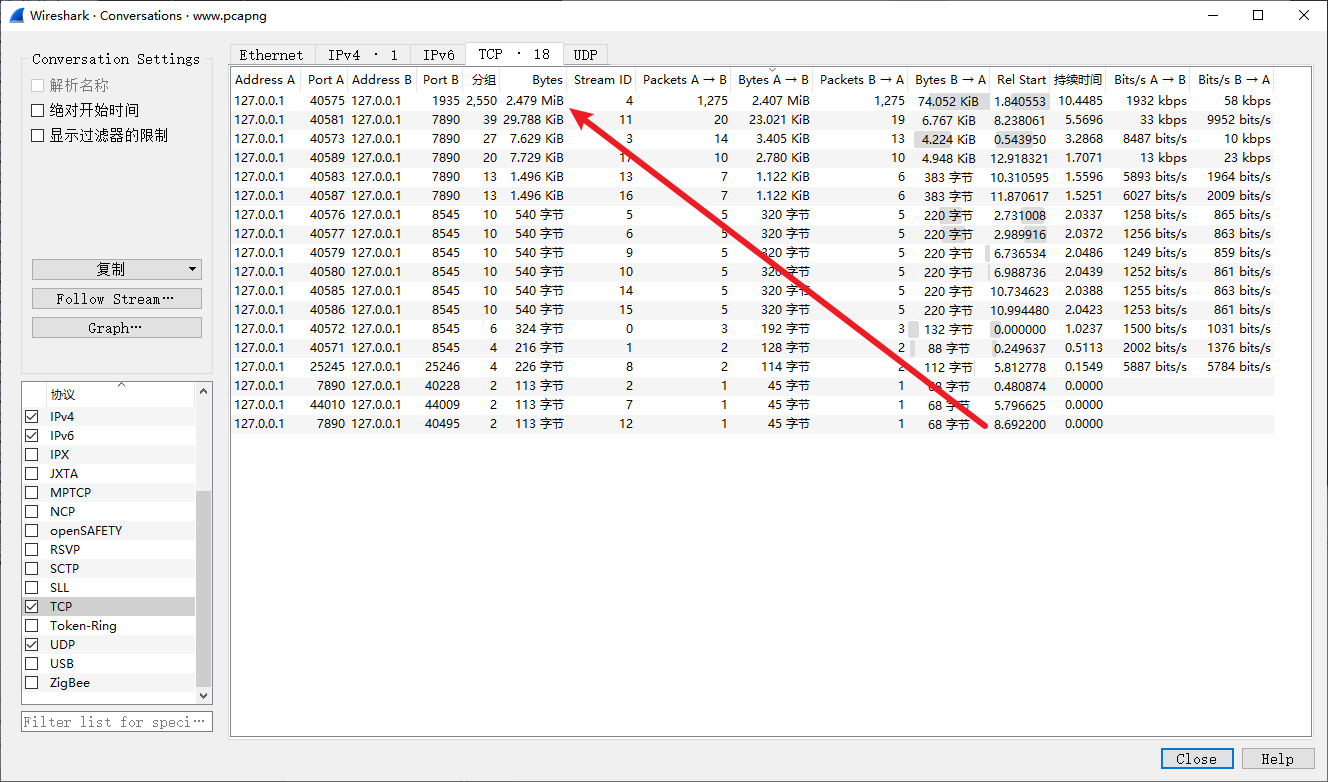 Wireshark · Conversations · www.pcapng
Conversation Settings
解析名称
绝对开始时间
显示过滤器的限制
复制
Follow Stream…
Graph…
协议
IPv4
IPv6
IPX
JXTA
MPTCP
NCP
openSAFETY
RSVP
SCTP
SLL
TCP
Token-Ring
UDP
USB
ZigBee
Filter list for speci…
Ethernet IPv4 · 1 IPv6 TCP · 18 UDP
Address A Port A Address B Port B 分组 Bytes Stream ID Packets A → B Bytes A → B Packets B → A Bytes B → A Rel Start 持续时间 Bits/s A → B Bits/s B → A
127.0.0.1 40575 127.0.0.1 1935 2,550 2.479 MiB 4 1,275 2.407 MiB 1,275 74.052 KiB 1.840553 10.4485 1932 kbps 58 kbps
127.0.0.1 40581 127.0.0.1 7890 39 29.788 KiB 11 20 23.021 KiB 19 6.767 KiB 8.238061 5.5696 33 kbps 9952 bits/s
127.0.0.1 40573 127.0.0.1 7890 27 7.629 KiB 3 14 3.405 KiB 13 4.224 KiB 0.543950 3.2868 8487 bits/s 10 kbps
127.0.0.1 40589 127.0.0.1 7890 20 7.729 KiB 17 10 2.780 KiB 10 4.948 KiB 12.918321 1.7071 13 kbps 23 kbps
127.0.0.1 40583 127.0.0.1 7890 13 1.496 KiB 13 7 1.122 KiB 6 383 字节 10.310595 1.5596 5893 bits/s 1964 bits/s
127.0.0.1 40587 127.0.0.1 7890 13 1.496 KiB 16 7 1.122 KiB 6 383 字节 11.870617 1.5251 6027 bits/s 2009 bits/s
127.0.0.1 40576 127.0.0.1 8545 10 540 字节 5 5 320 字节 5 220 字节 2.731008 2.0337 1258 bits/s 865 bits/s
127.0.0.1 40577 127.0.0.1 8545 10 540 字节 6 5 320 字节 5 220 字节 2.989916 2.0372 1256 bits/s 863 bits/s
127.0.0.1 40579 127.0.0.1 8545 10 540 字节 9 5 320 字节 5 220 字节 6.736534 2.0486 1249 bits/s 859 bits/s
127.0.0.1 40580 127.0.0.1 8545 10 540 字节 10 5 320 字节 5 220 字节 6.988736 2.0439 1252 bits/s 861 bits/s
127.0.0.1 40585 127.0.0.1 8545 10 540 字节 14 5 320 字节 5 220 字节 10.734623 2.0388 1255 bits/s 863 bits/s
127.0.0.1 40586 127.0.0.1 8545 10 540 字节 15 5 320 字节 5 220 字节 10.994480 2.0423 1253 bits/s 861 bits/s
127.0.0.1 40572 127.0.0.1 8545 6 324 字节 0 3 192 字节 3 132 字节 0.000000 1.0237 1500 bits/s 1031 bits/s
127.0.0.1 40571 127.0.0.1 8545 4 216 字节 1 2 128 字节 2 88 字节 0.249637 0.5113 2002 bits/s 1376 bits/s
127.0.0.1 25245 127.0.0.1 25246 4 226 字节 8 2 114 字节 2 112 字节 5.812778 0.1549 5887 bits/s 5784 bits/s
127.0.0.1 7890 127.0.0.1 40228 2 113 字节 2 1 45 字节 1 68 字节 0.480874 0.0000
127.0.0.1 44010 127.0.0.1 44009 2 113 字节 7 1 45 字节 1 68 字节 5.796625 0.0000
127.0.0.1 7890 127.0.0.1 40495 2 113 字节 12 1 45 字节 1 68 字节 8.692200 0.0000
Close Help